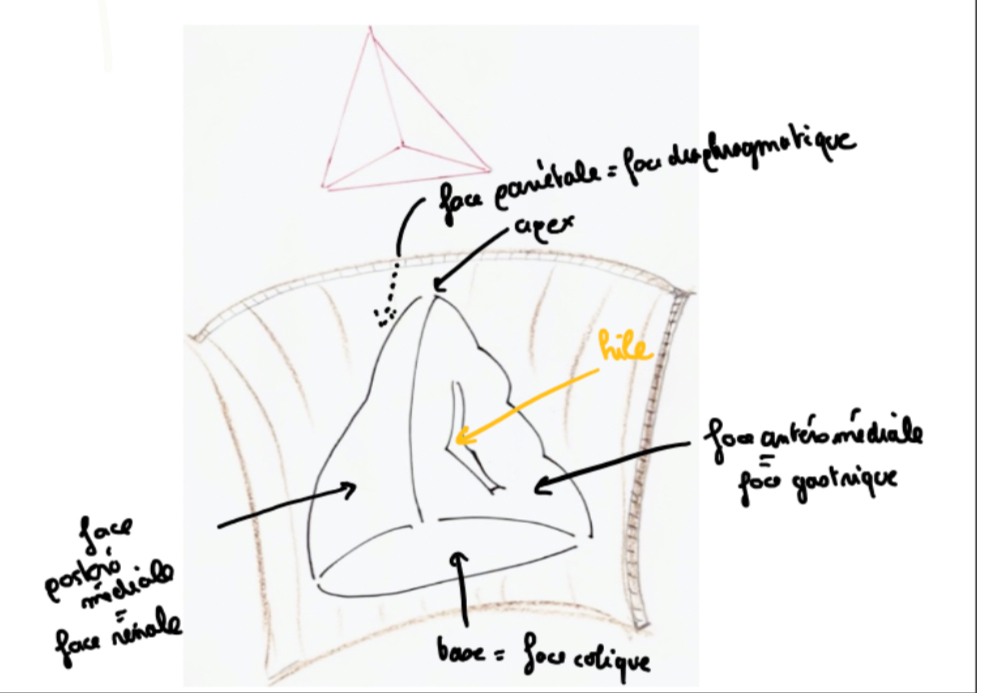 face pariétale = face diaphragmatique
apex
hile
face antéro médiale
=
face gastrique
face
postéro
médiale
=
face rénale
base = face colique